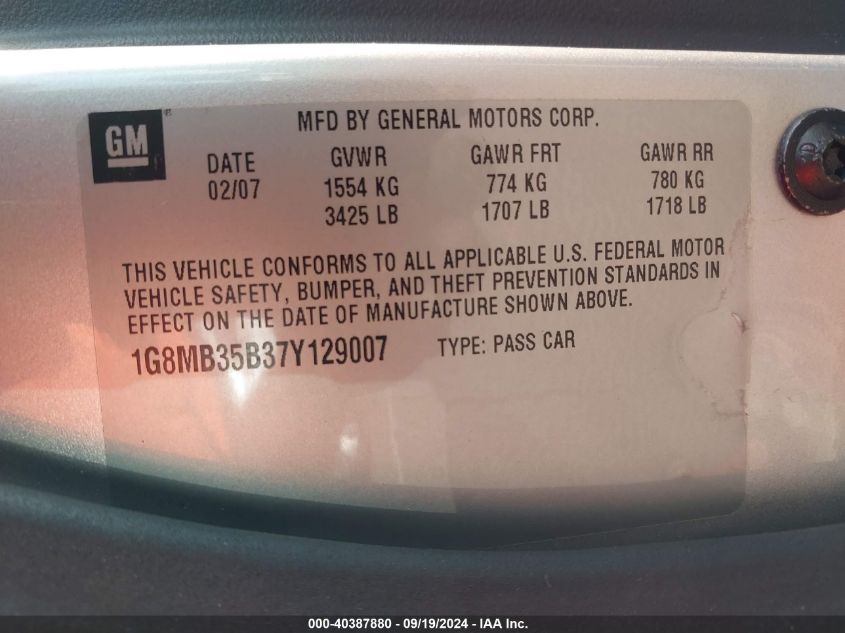 GM ®
MFD BY GENERAL MOTORS CORP.
DATE GVWR GAWR FRT GAWR RR
02/07 1554 KG 774 KG 780 KG
3425 LB 1707 LB 1718 LB
THIS VEHICLE CONFORMS TO ALL APPLICABLE U.S. FEDERAL MOTOR
VEHICLE SAFETY, BUMPER, AND THEFT PREVENTION STANDARDS IN
EFFECT ON THE DATE OF MANUFACTURE SHOWN ABOVE.
1G8MB35B37Y129007 TYPE: PASS CAR
000-40387880 - 09/19/2024 - IAA Inc.